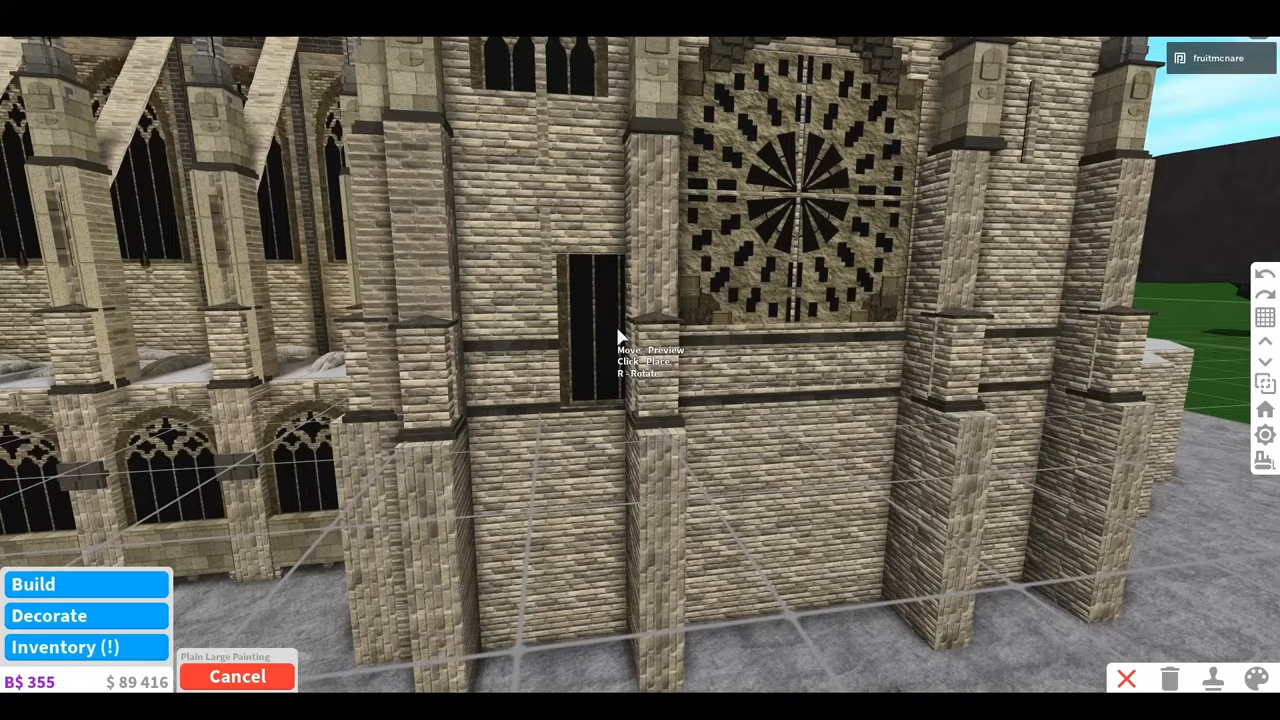 fruitmcnare
Move - Preview
Click - Place
R - Rotate
Build
Decorate
Inventory (!)
Plain Large Painting
Cancel
B$ 355
$ 89 416